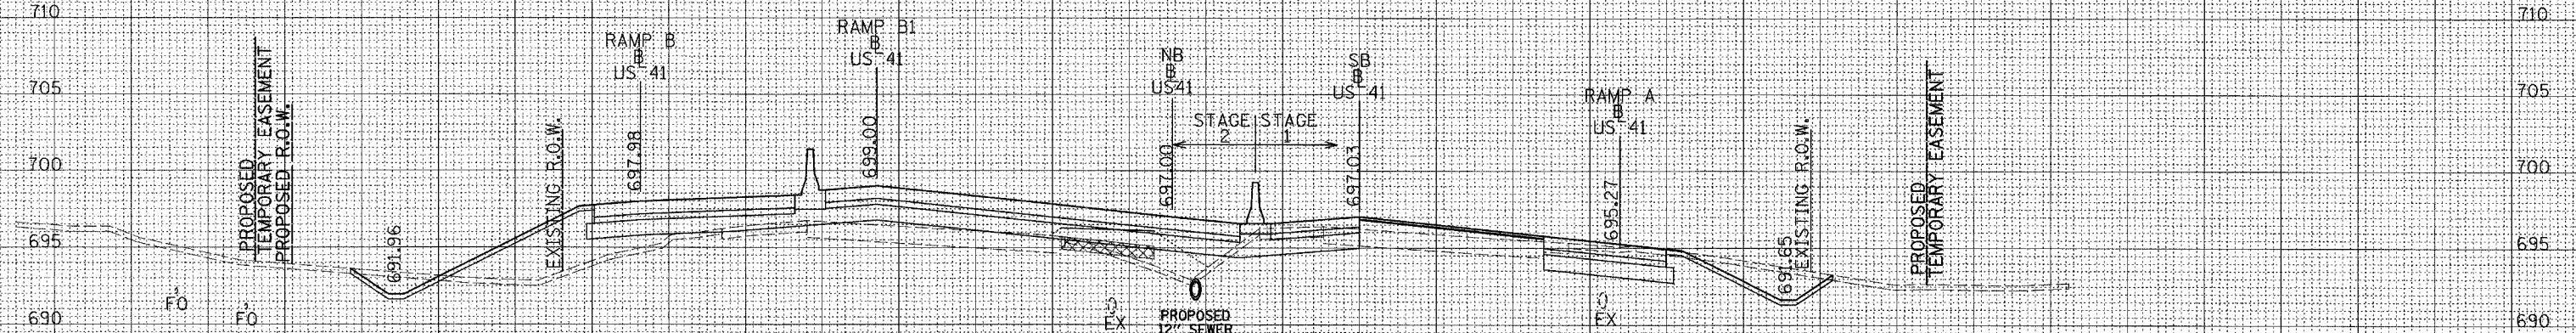 710
710
RAMP B
B
US 41
RAMP B1
B
US 41
NB
B
US 41
SB
B
US 41
RAMP A
B
US 41
705
705
PROPOSED
TEMPORARY EASEMENT
PROPOSED R.O.W.
EXISTING R.O.W.
697.98
699.00
697.00
STAGE
2
STAGE
1
697.03
695.27
EXISTING R.O.W.
PROPOSED
TEMPORARY EASEMENT
700
700
695
695
691.96
691.65
FO
FO
EX
PROPOSED
12" SEWER
EX
690
690